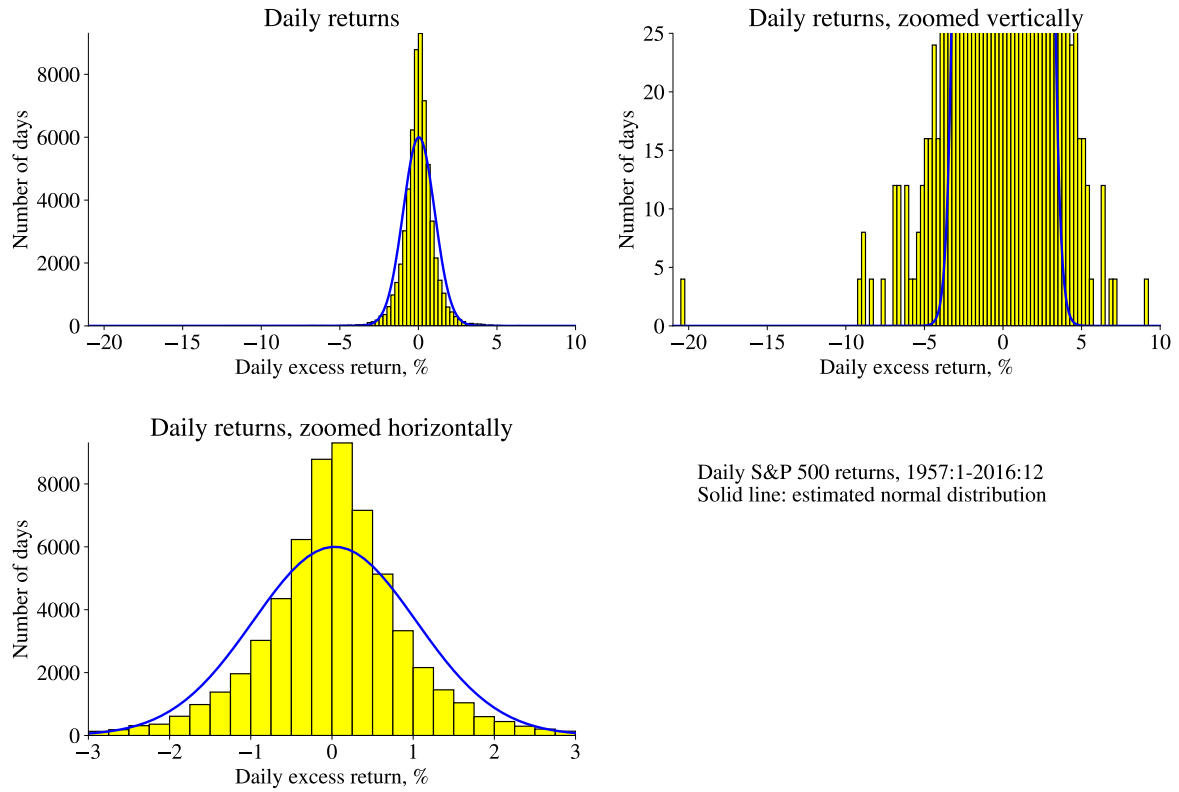 Daily returns
8000
6000
4000
2000
0
Number of days
−20 −15 −10 −5 0 5 10
Daily excess return, %
Daily returns, zoomed vertically
25
20
15
10
5
0
Number of days
−20 −15 −10 −5 0 5 10
Daily excess return, %
Daily returns, zoomed horizontally
8000
6000
4000
2000
0
Number of days
−3 −2 −1 0 1 2 3
Daily excess return, %
Daily S&P 500 returns, 1957:1-2016:12
Solid line: estimated normal distribution